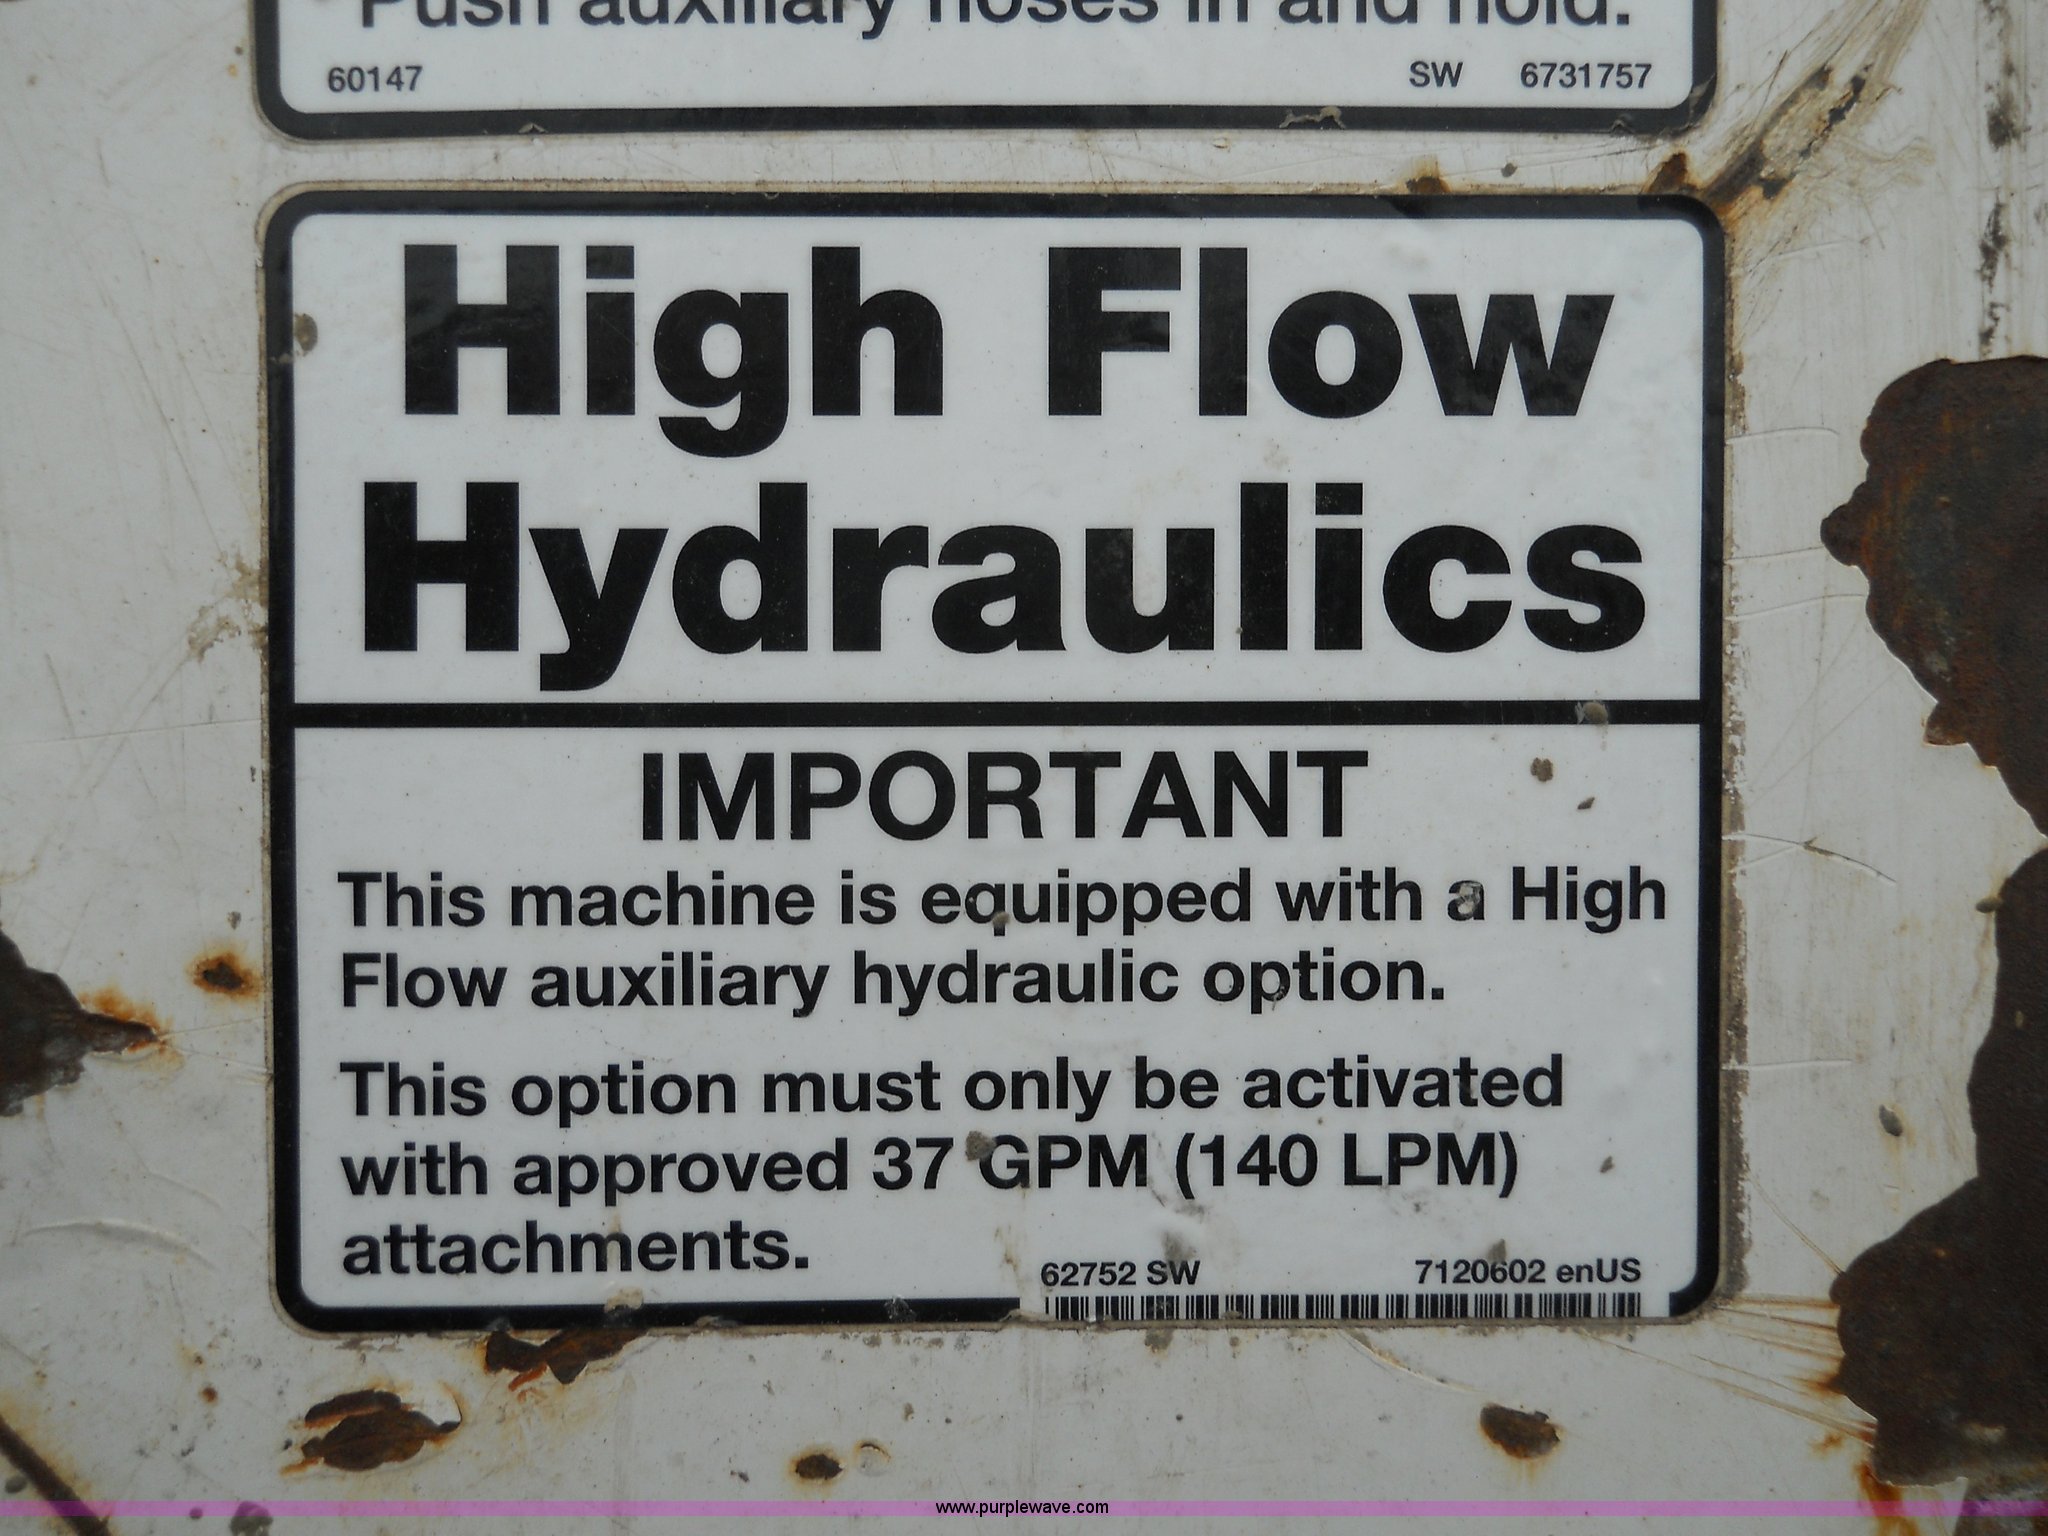 Push auxiliary hoses in and hold.
60147 SW 6731757
High Flow
Hydraulics
IMPORTANT
This machine is equipped with a High
Flow auxiliary hydraulic option.
This option must only be activated
with approved 37 GPM (140 LPM)
attachments.
62752 SW 7120602 enUS
www.purplewave.com